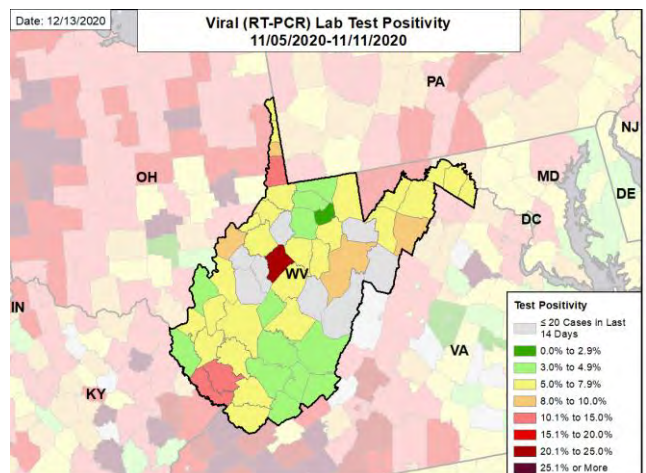 Date: 12/13/2020
Viral (RT-PCR) Lab Test Positivity
11/05/2020-11/11/2020
PA
NJ
OH
MD
DE
DC
WV
IN
VA
KY
Test Positivity
≤ 20 Cases in Last
14 Days
0.0% to 2.9%
3.0% to 4.9%
5.0% to 7.9%
8.0% to 10.0%
10.1% to 15.0%
15.1% to 20.0%
20.1% to 25.0%
25.1% or More